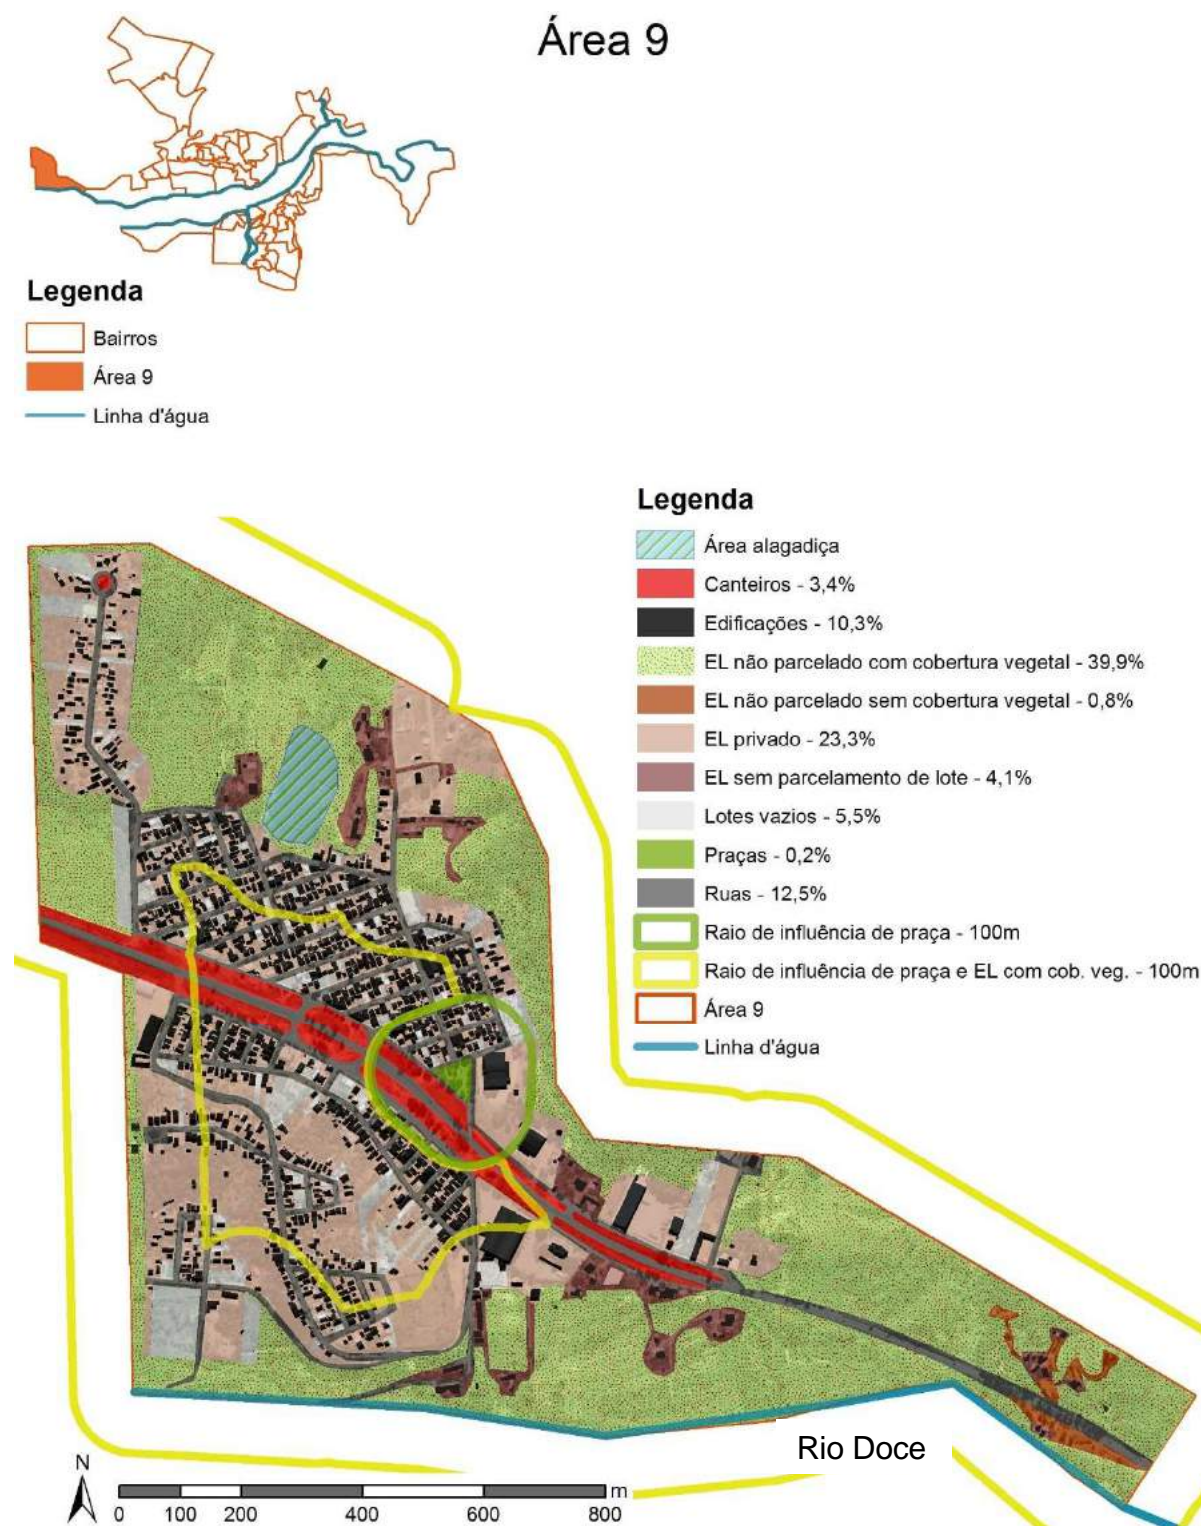 Área 9
Legenda
Bairros
Área 9
Linha d'água
Legenda
Área alagadiça
Canteiros - 3,4%
Edificações - 10,3%
EL não parcelado com cobertura vegetal - 39,9%
EL não parcelado sem cobertura vegetal - 0,8%
EL privado - 23,3%
EL sem parcelamento de lote - 4,1%
Lotes vazios - 5,5%
Praças - 0,2%
Ruas - 12,5%
Raio de influência de praça - 100m
Raio de influência de praça e EL com cob. veg. - 100m
Área 9
Linha d'água
Rio Doce
N
m
0 100 200 400 600 800